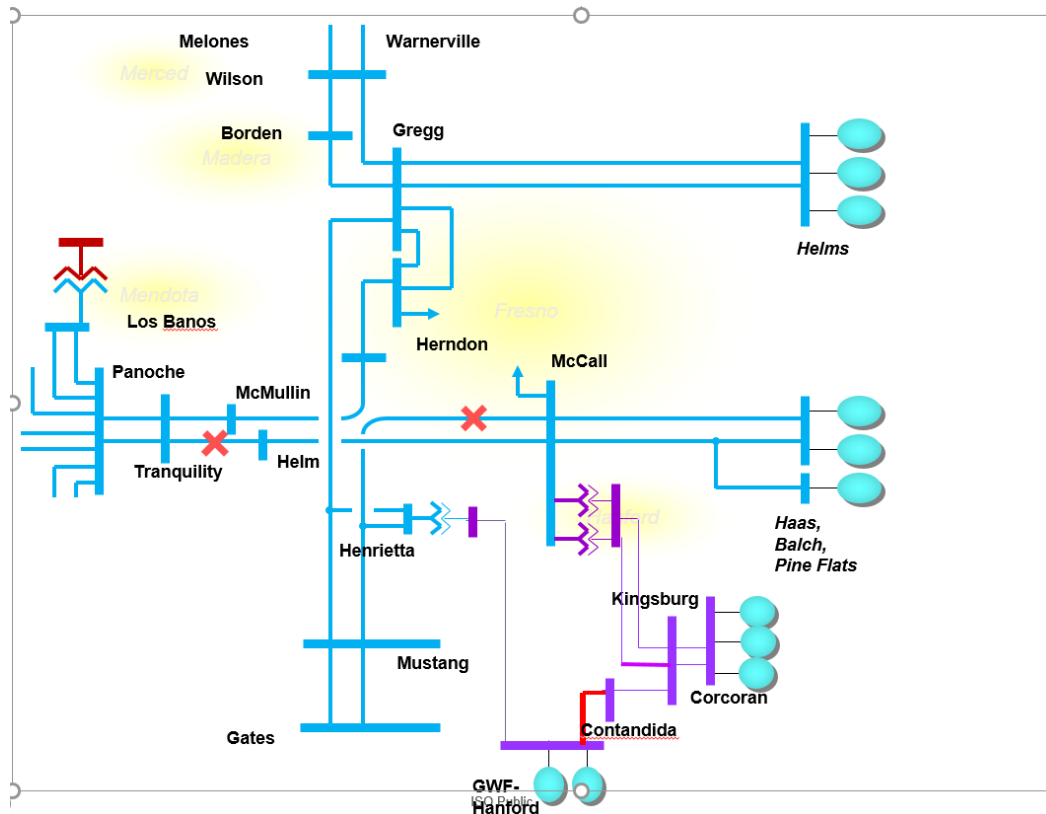 Melones
Warnerville
Merced
Wilson
Borden
Gregg
Madera
Helms
Mendota
Los Banos
Fresno
Herndon
McCall
Panoche
McMullin
Tranquility
Helm
Hanford
Henrietta
Haas,
Balch,
Pine Flats
Kingsburg
Mustang
Corcoran
Contandida
Gates
GWF-
Hanford
ISO Public